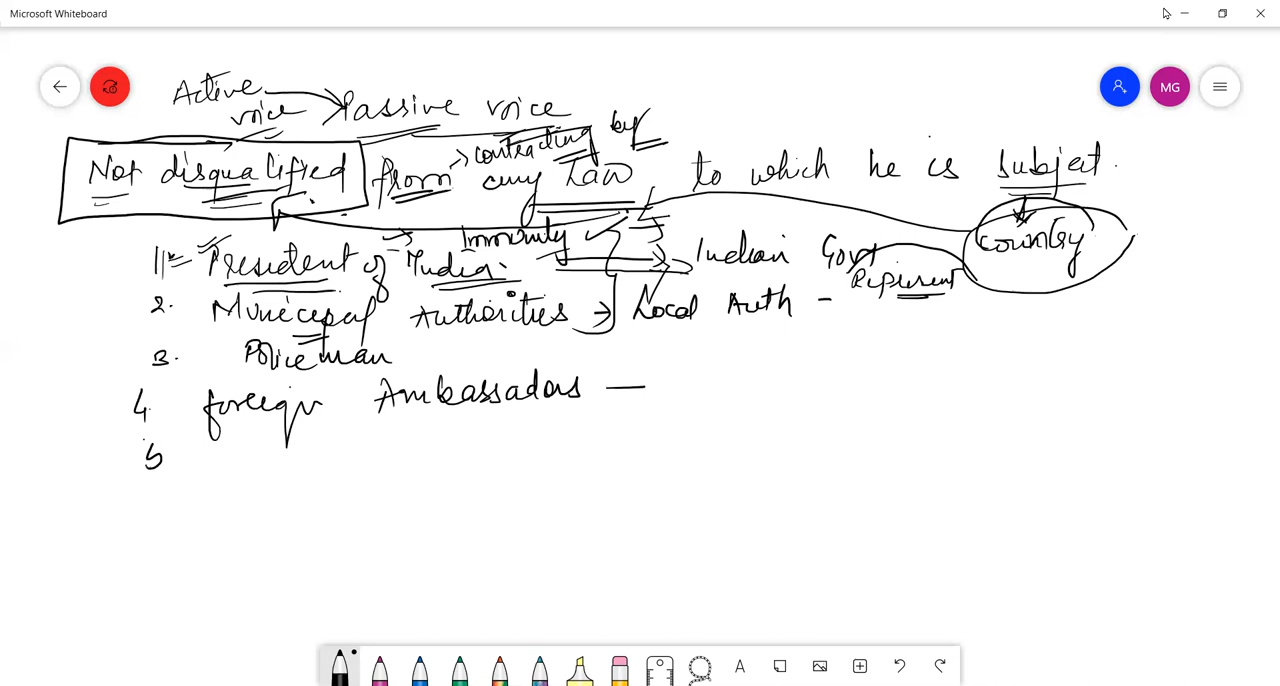 Microsoft Whiteboard
MG
Active voice Passive voice
contracting by
Not disqualified from any Law to which he is subject.
Immunity country
1 President of India. Indian Govt
Represent
2. Municepal Authorities Local Auth -
3. Policeman
4. foreign Ambassadors —
5
A